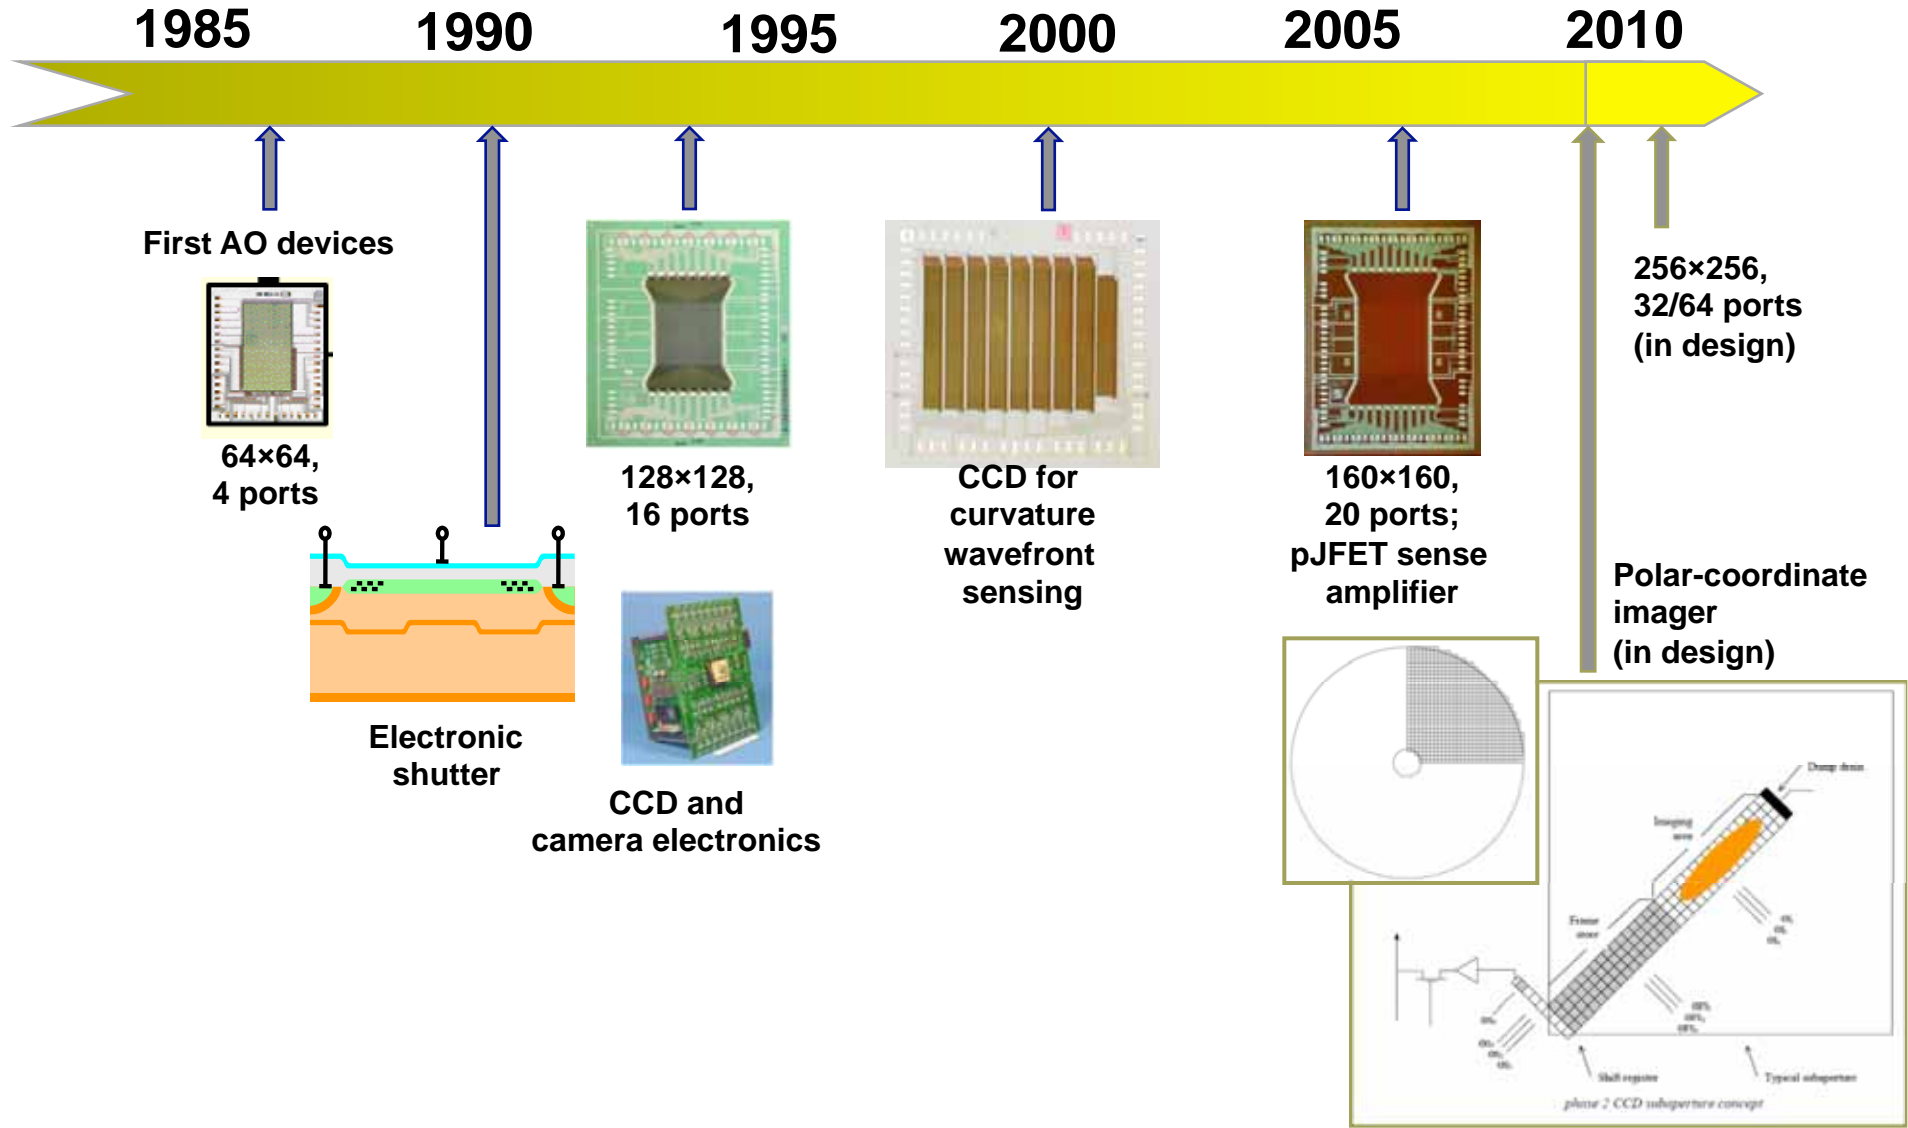 1985 1990 1995 2000 2005 2010
First AO devices
64×64,
4 ports
Electronic
shutter
128×128,
16 ports
CCD and
camera electronics
CCD for
curvature
wavefront
sensing
160×160,
20 ports;
pJFET sense
amplifier
256×256,
32/64 ports
(in design)
Polar-coordinate
imager
(in design)
Dump drain
Imaging
area
Frame
store
Shift register
Typical subaperture
phase 2 CCD subaperture concept